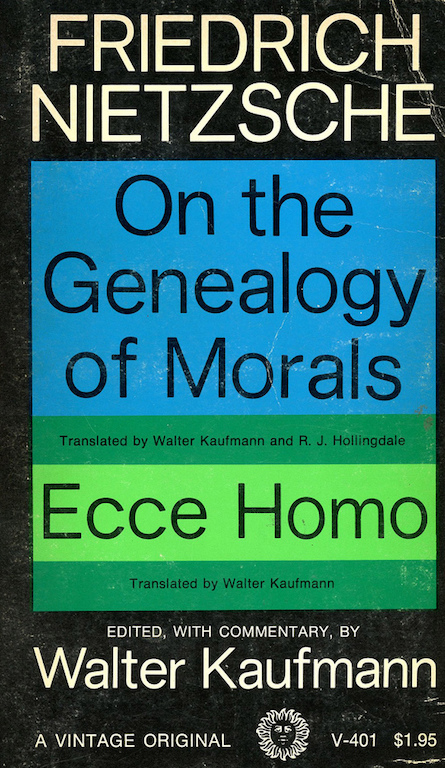 FRIEDRICH
NIETZSCHE
On the
Genealogy
of Morals
Translated by Walter Kaufmann and R. J. Hollingdale
Ecce Homo
Translated by Walter Kaufmann
EDITED, WITH COMMENTARY, BY
Walter Kaufmann
A VINTAGE ORIGINAL V-401 $1.95